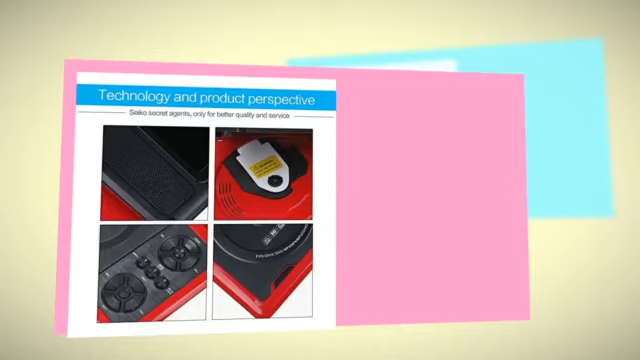 Technology and product perspective
Seiko secret agents, only for better quality and service